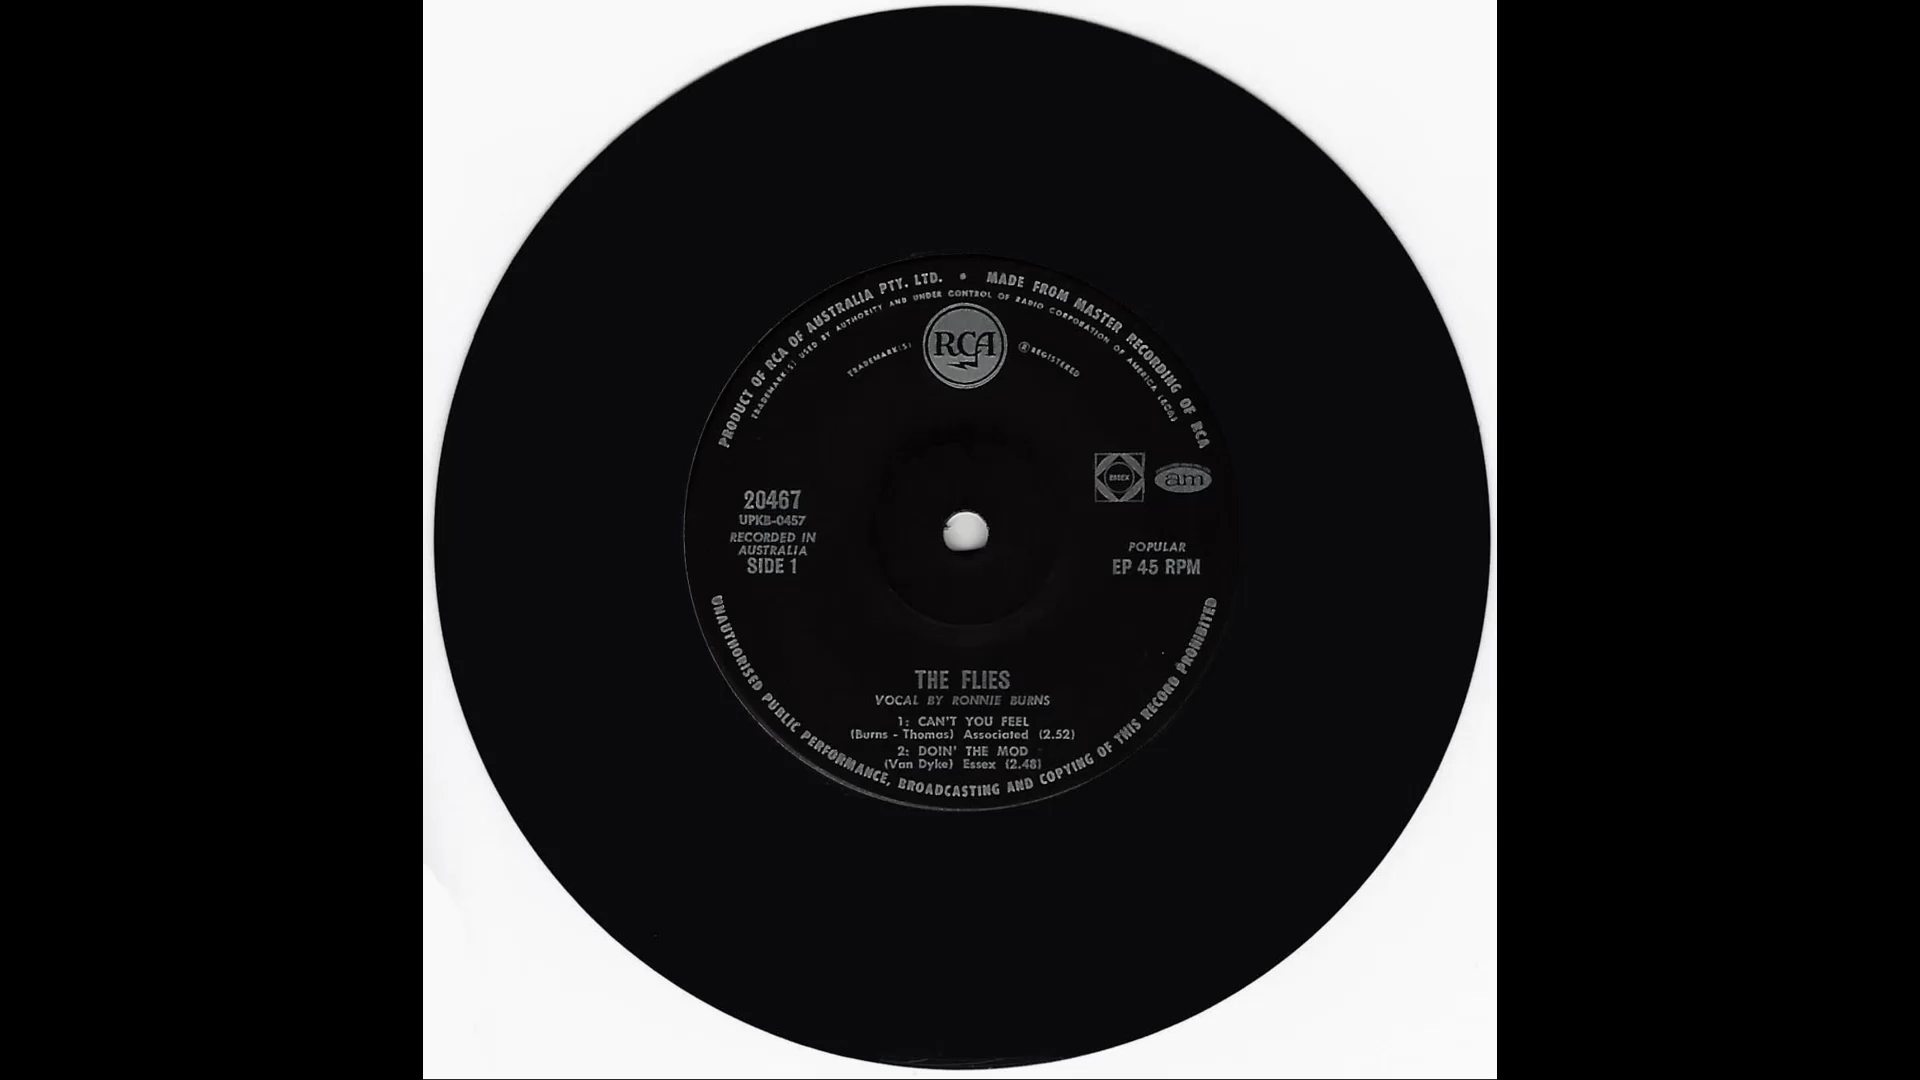 PRODUCT OF RCA OF AUSTRALIA PTY. LTD. • MADE FROM MASTER RECORDING OF RCA
TRADEMARK(S) USED BY AUTHORITY AND UNDER CONTROL OF RADIO CORPORATION OF AMERICA (RCA)
TRADEMARK(S) RCA ® REGISTERED
ESSEX am
20467
UPKB-0457
RECORDED IN
AUSTRALIA
SIDE 1
POPULAR
EP 45 RPM
THE FLIES
VOCAL BY RONNIE BURNS
1: CAN'T YOU FEEL
(Burns - Thomas) Associated (2.52)
2: DOIN' THE MOD
(Van Dyke) Essex (2.48)
UNAUTHORISED PUBLIC PERFORMANCE, BROADCASTING AND COPYING OF THIS RECORD PROHIBITED